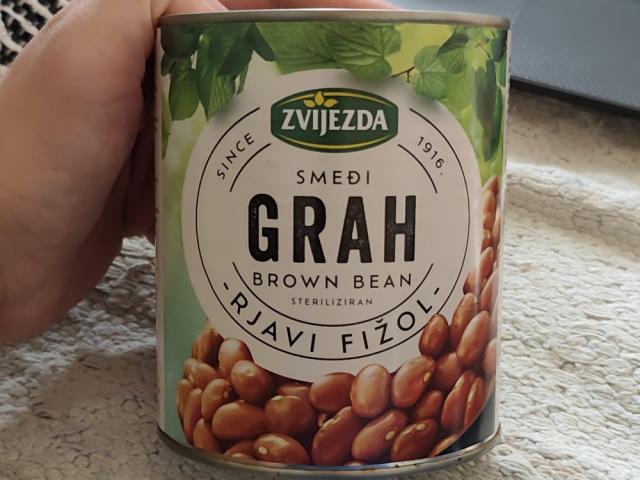 ZVIJEZDA
SINCE 1916.
SMEĐI
GRAH
BROWN BEAN
STERILIZIRAN
-RJAVI FIŽOL-